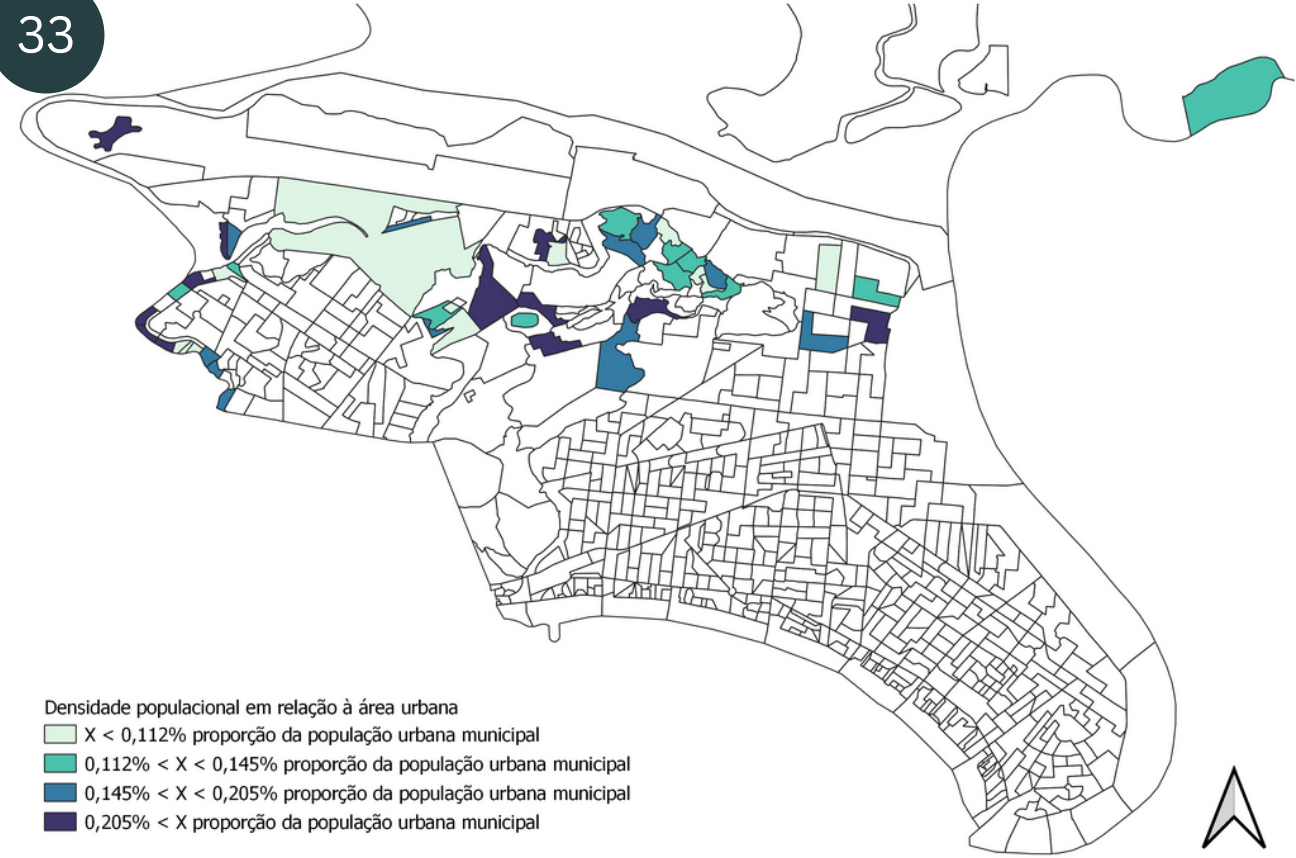 33
Densidade populacional em relação à área urbana
X < 0,112% proporção da população urbana municipal
0,112% < X < 0,145% proporção da população urbana municipal
0,145% < X < 0,205% proporção da população urbana municipal
0,205% < X proporção da população urbana municipal